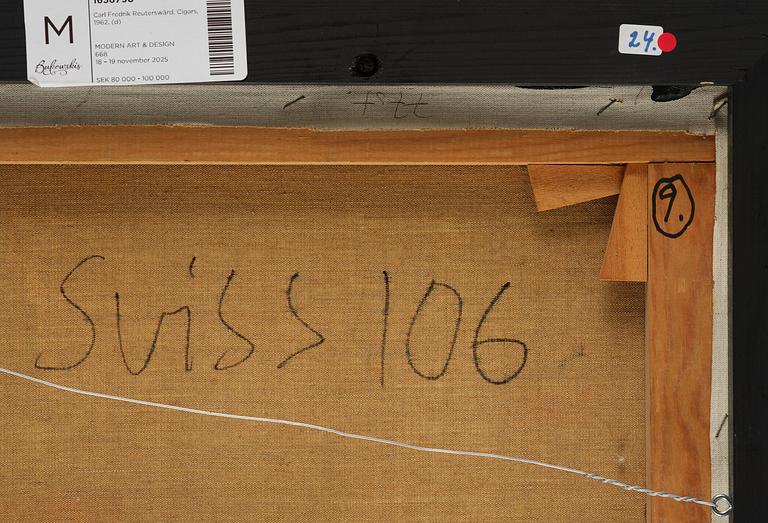 M
Bukowskis
Carl Fredrik Reuterswärd, Cigars,
1962. (d)
MODERN ART & DESIGN
668
18 – 19 november 2025
SEK 80 000 - 100 000
24.
9.
Suiss 106